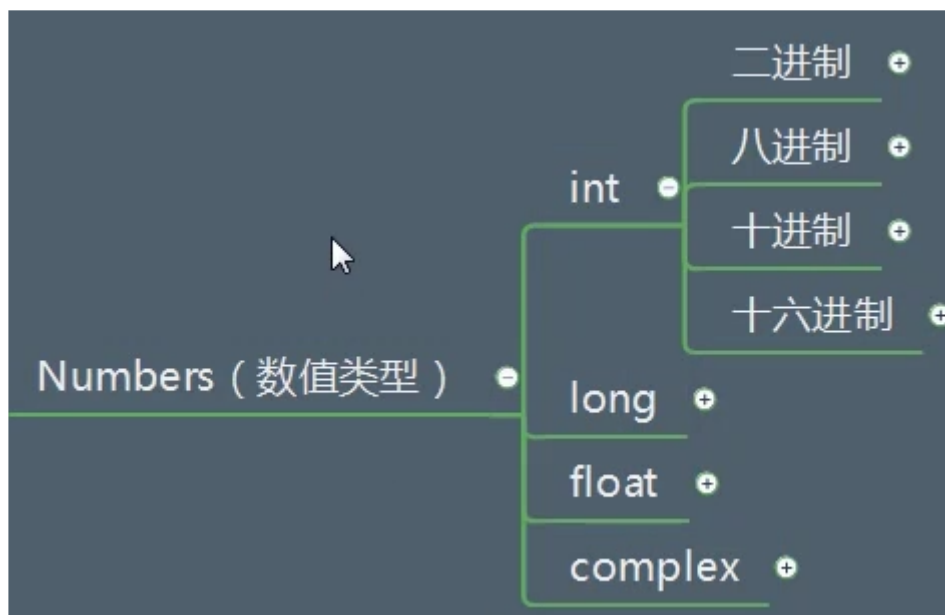 Numbers（数值类型）
int
二进制
八进制
十进制
十六进制
long
float
complex